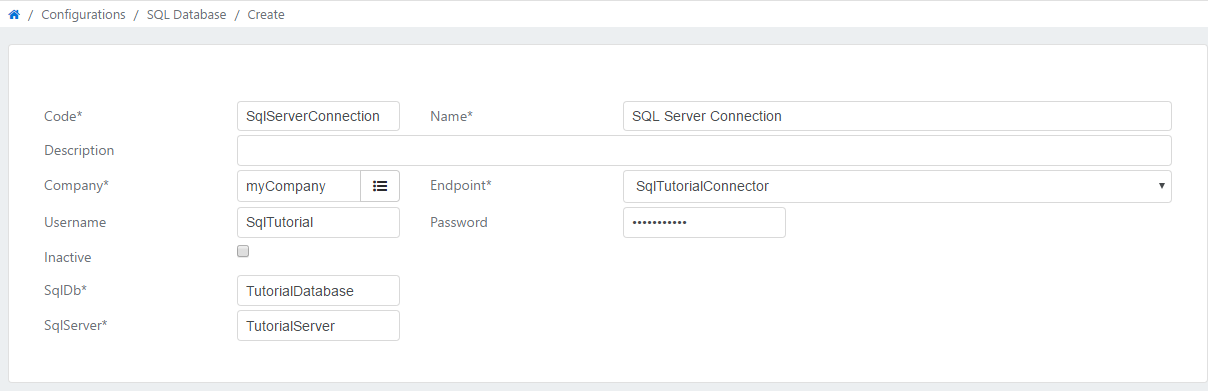 / Configurations / SQL Database / Create
Code* SqlServerConnection Name* SQL Server Connection
Description
Company* myCompany Endpoint* SqlTutorialConnector
Username SqlTutorial Password •••••••••••
Inactive
SqlDb* TutorialDatabase
SqlServer* TutorialServer